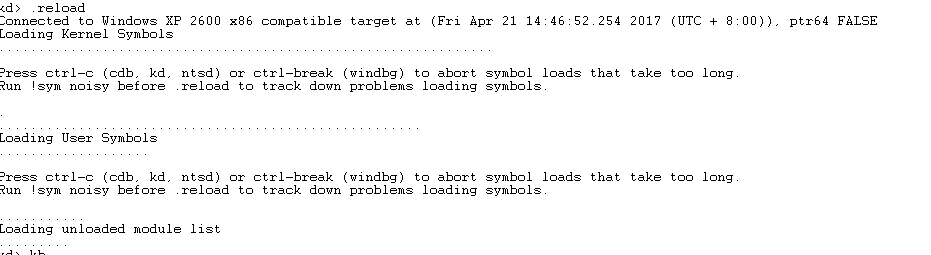 kd> .reload
Connected to Windows XP 2600 x86 compatible target at (Fri Apr 21 14:46:52.254 2017 (UTC + 8:00)), ptr64 FALSE
Loading Kernel Symbols
...............................................................
Press ctrl-c (cdb, kd, ntsd) or ctrl-break (windbg) to abort symbol loads that take too long.
Run !sym noisy before .reload to track down problems loading symbols.
.
......................................................
Loading User Symbols
...................
Press ctrl-c (cdb, kd, ntsd) or ctrl-break (windbg) to abort symbol loads that take too long.
Run !sym noisy before .reload to track down problems loading symbols.
...........
Loading unloaded module list
.........
kd> kb